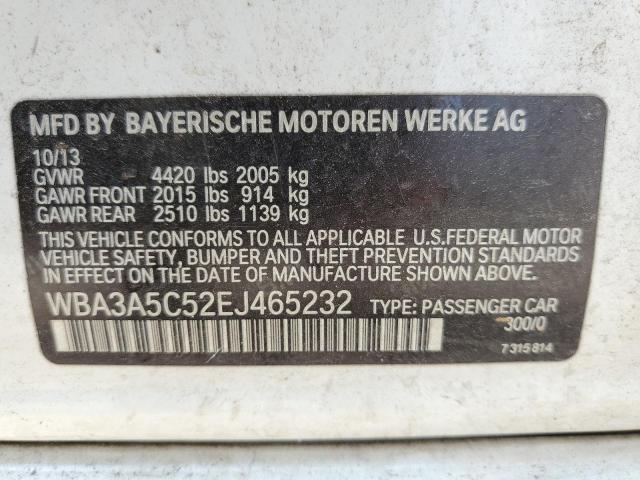 MFD BY BAYERISCHE MOTOREN WERKE AG
10/13
GVWR 4420 lbs 2005 kg
GAWR FRONT 2015 lbs 914 kg
GAWR REAR 2510 lbs 1139 kg
THIS VEHICLE CONFORMS TO ALL APPLICABLE U.S.FEDERAL MOTOR
VEHICLE SAFETY, BUMPER AND THEFT PREVENTION STANDARDS
IN EFFECT ON THE DATE OF MANUFACTURE SHOWN ABOVE.
WBA3A5C52EJ465232 TYPE: PASSENGER CAR
300/0
7315814